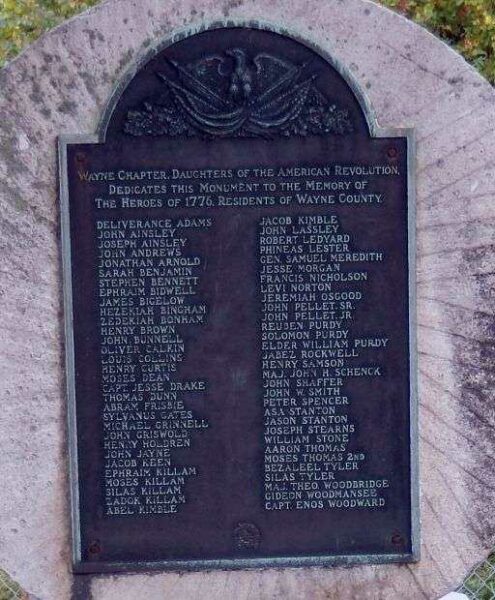 WAYNE CHAPTER, DAUGHTERS OF THE AMERICAN REVOLUTION,
DEDICATES THIS MONUMENT TO THE MEMORY OF
THE HEROES OF 1776, RESIDENTS OF WAYNE COUNTY.
DELIVERANCE ADAMS
JOHN AINSLEY
JOSEPH AINSLEY
JOHN ANDREWS
JONATHAN ARNOLD
SARAH BENJAMIN
STEPHEN BENNETT
EPHRAIM BIDWELL
JAMES BIGELOW
HEZEKIAH BINGHAM
ZEDEKIAH BONHAM
HENRY BROWN
JOHN BUNNELL
OLIVER CALKIN
LOUIS COLLINS
HENRY CURTIS
MOSES DEAN
CAPT. JESSE DRAKE
THOMAS DUNN
ABRAM FRISBIE
SYLVANUS GATES
MICHAEL GRINNELL
JOHN GRISWOLD
HENRY HOLDREN
JOHN JAYNE
JACOB KEEN
EPHRAIM KILLAM
MOSES KILLAM
SILAS KILLAM
ZADOK KILLAM
ABEL KIMBLE
JACOB KIMBLE
JOHN LASSLEY
ROBERT LEDYARD
PHINEAS LESTER
GEN. SAMUEL MEREDITH
JESSE MORGAN
FRANCIS NICHOLSON
LEVI NORTON
JEREMIAH OSGOOD
JOHN PELLET, SR.
JOHN PELLET, JR.
REUBEN PURDY
SOLOMON PURDY
ELDER WILLIAM PURDY
JABEZ ROCKWELL
HENRY SAMSON
MAJ. JOHN H. SCHENCK
JOHN SHAFFER
JOHN W. SMITH
PETER SPENCER
ASA STANTON
JASON STANTON
JOSEPH STEARNS
WILLIAM STONE
AARON THOMAS
MOSES THOMAS 2ND
BEZALEEL TYLER
SILAS TYLER
MAJ. THEO. WOODBRIDGE
GIDEON WOODMANSEE
CAPT. ENOS WOODWARD